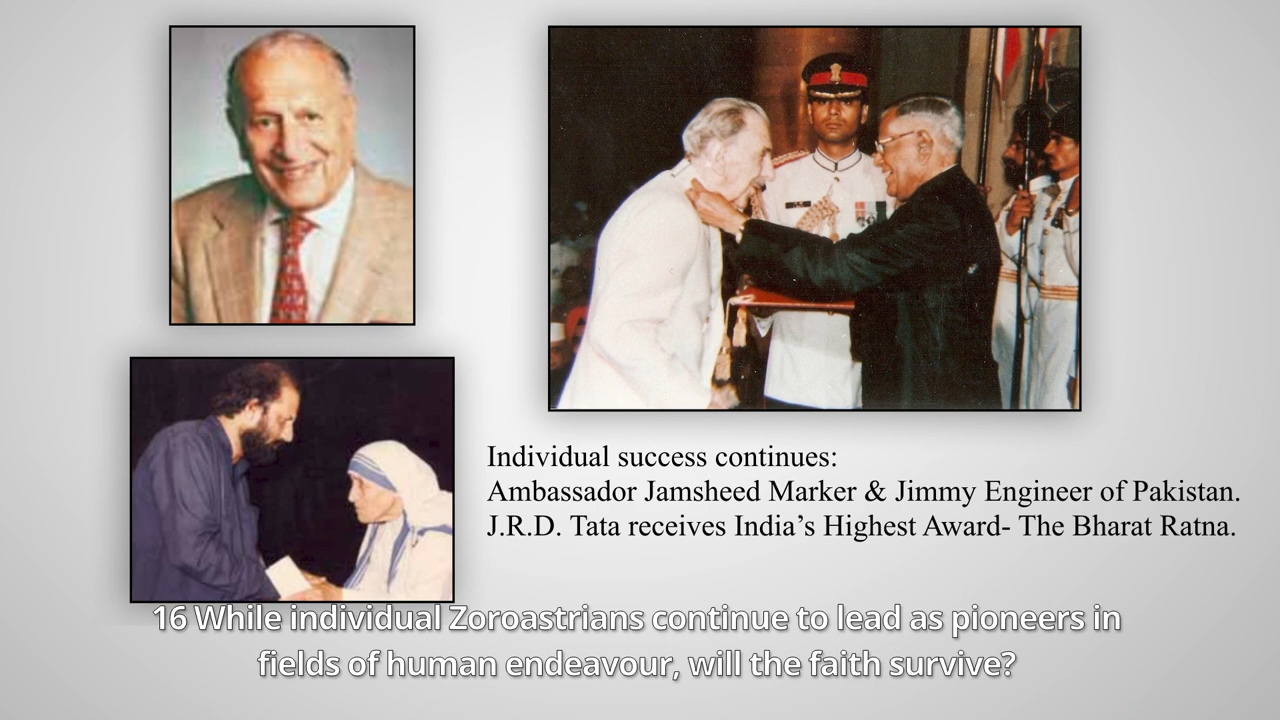 Individual success continues:
Ambassador Jamsheed Marker & Jimmy Engineer of Pakistan.
J.R.D. Tata receives India’s Highest Award- The Bharat Ratna.
16 While individual Zoroastrians continue to lead as pioneers in
fields of human endeavour, will the faith survive?